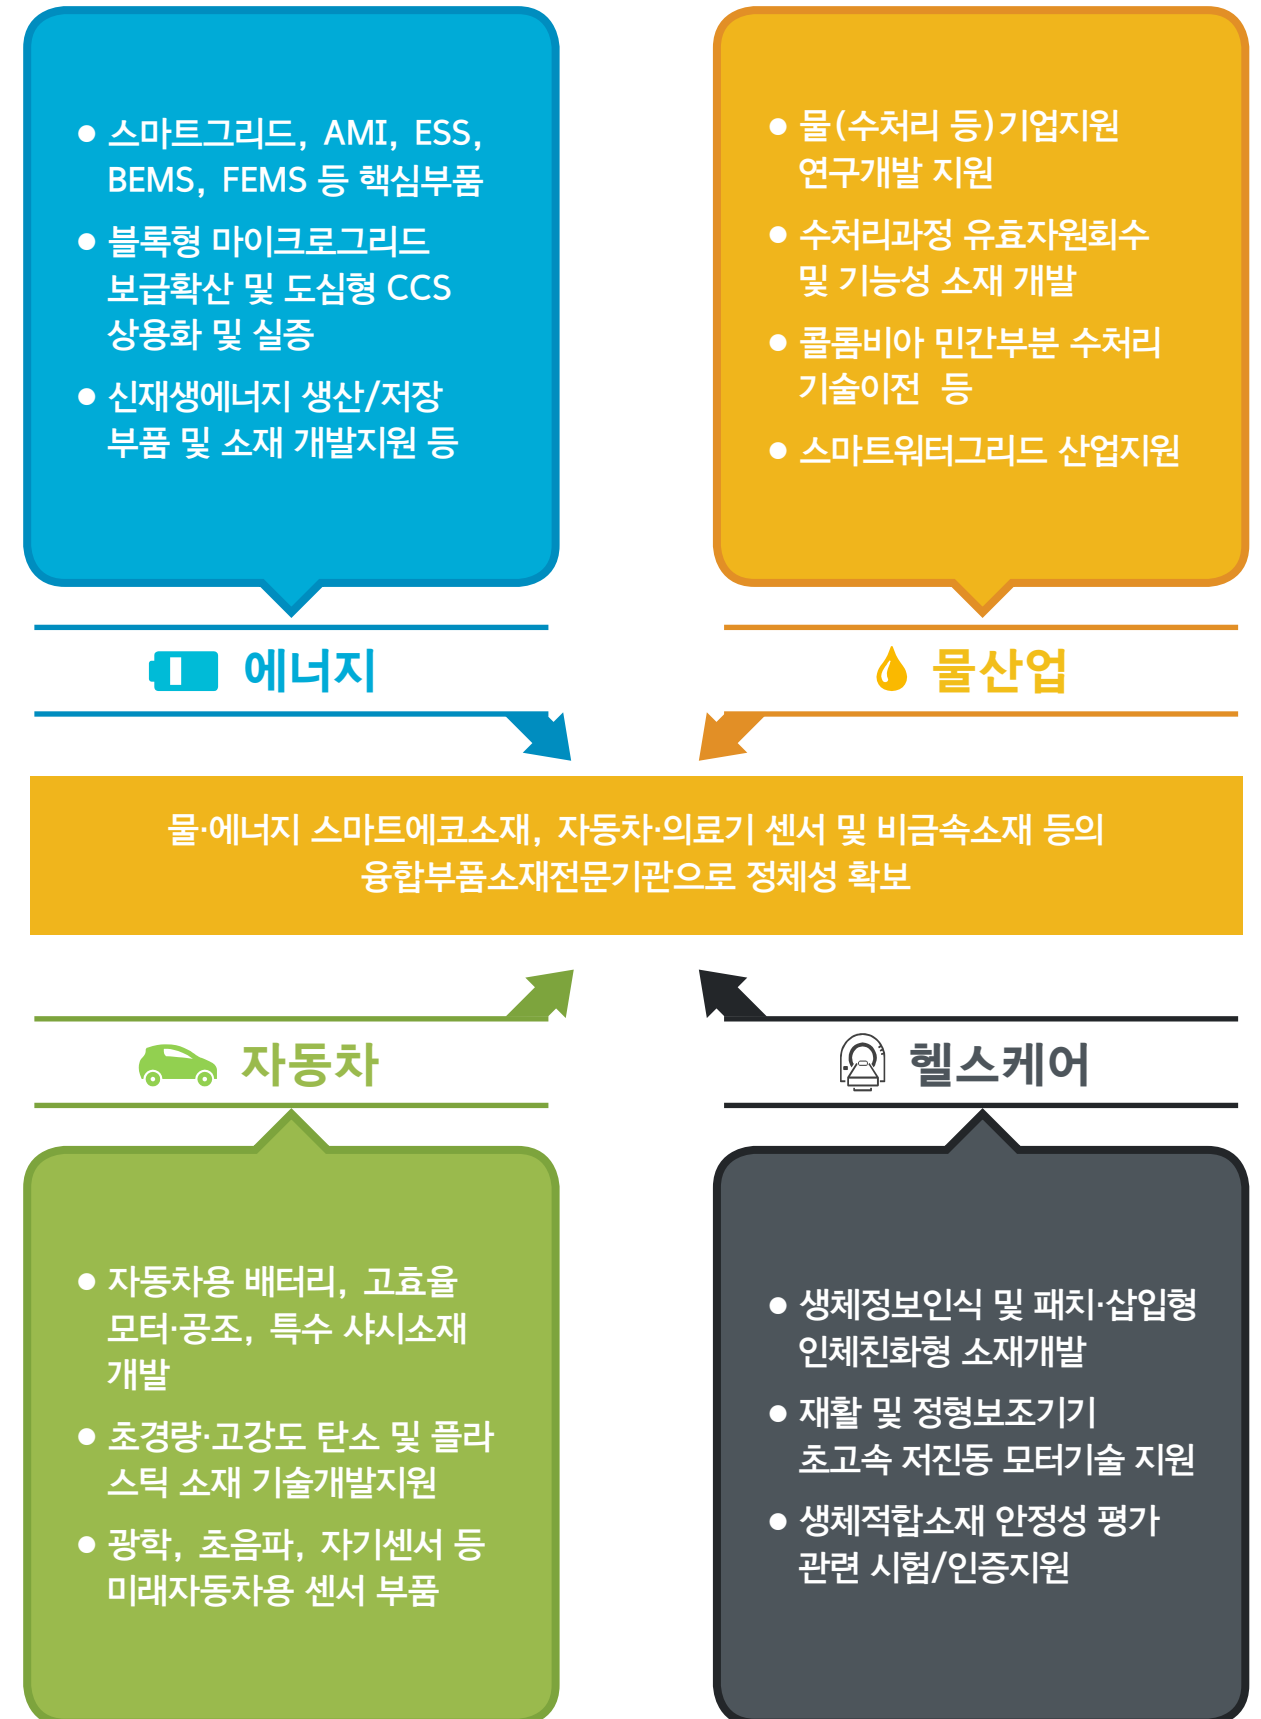 ● 스마트그리드, AMI, ESS,
BEMS, FEMS 등 핵심부품
● 블록형 마이크로그리드
보급확산 및 도심형 CCS
상용화 및 실증
● 신재생에너지 생산/저장
부품 및 소재 개발지원 등
에너지
● 물(수처리 등)기업지원
연구개발 지원
● 수처리과정 유효자원회수
및 기능성 소재 개발
● 콜롬비아 민간부분 수처리
기술이전 등
● 스마트워터그리드 산업지원
물산업
물·에너지 스마트에코소재, 자동차·의료기 센서 및 비금속소재 등의
융합부품소재전문기관으로 정체성 확보
자동차
● 자동차용 배터리, 고효율
모터·공조, 특수 샤시소재
개발
● 초경량·고강도 탄소 및 플라
스틱 소재 기술개발지원
● 광학, 초음파, 자기센서 등
미래자동차용 센서 부품
헬스케어
● 생체정보인식 및 패치·삽입형
인체친화형 소재개발
● 재활 및 정형보조기기
초고속 저진동 모터기술 지원
● 생체적합소재 안정성 평가
관련 시험/인증지원